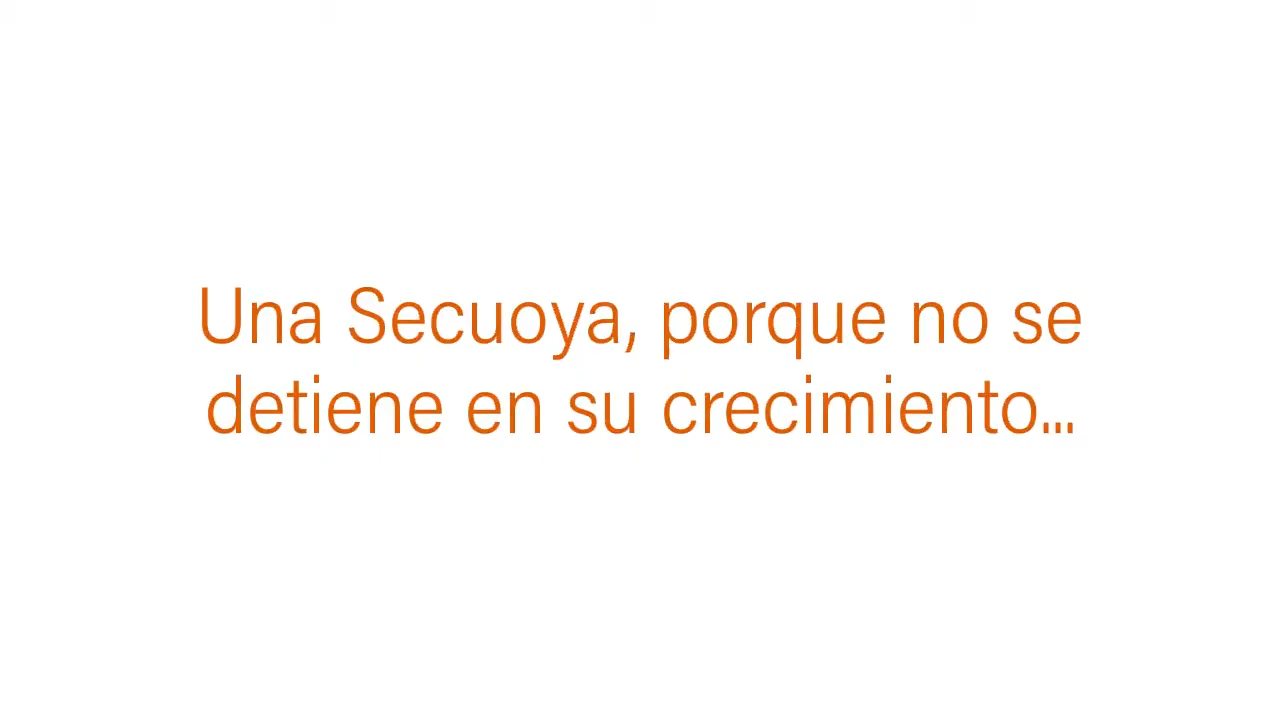 Una Secuoya, porque no se
detiene en su crecimiento...